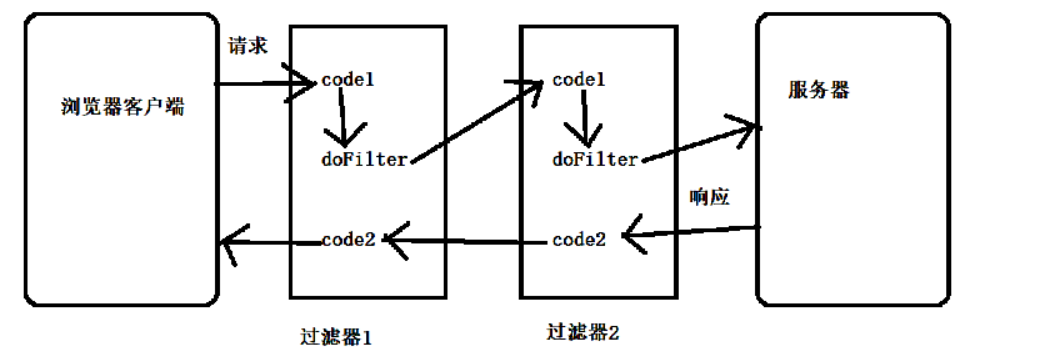 请求
浏览器客户端
code1
doFilter
code2
过滤器1
code1
doFilter
code2
过滤器2
服务器
响应